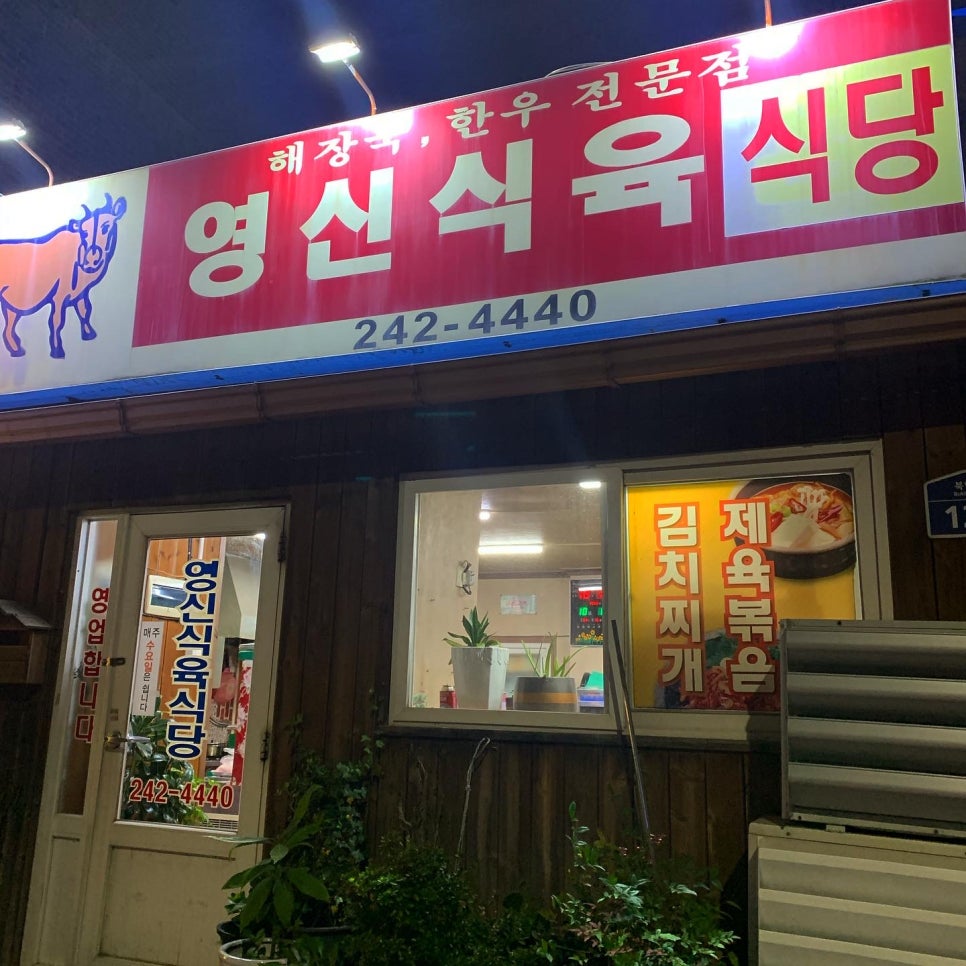 해장국, 한우 전문점
영신식육식당
242-4440
영업합니다
매주 수요일은 쉽니다
영신식육식당
242-4440
김치찌개
제육볶음